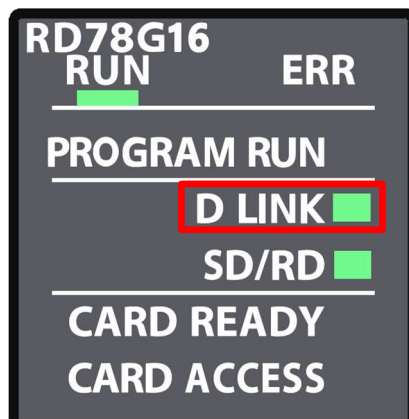 RD78G16
RUN ERR
PROGRAM RUN
D LINK
SD/RD
CARD READY
CARD ACCESS